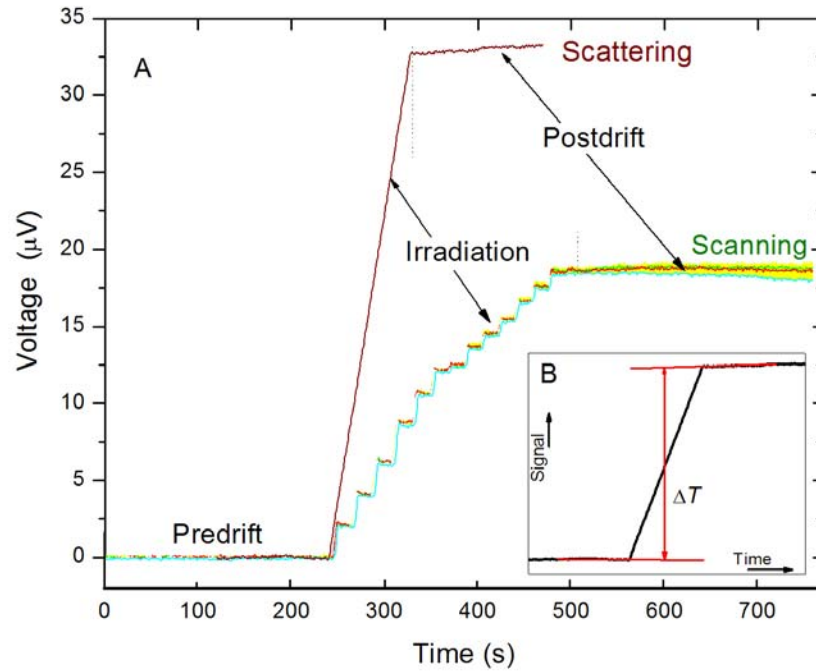 35
A
Scattering
30
Postdrift
25
Irradiation
20
Scanning
15
10
B
Signal
ΔT
5
Predrift
Time
0
0 100 200 300 400 500 600 700
Voltage (µV)
Time (s)